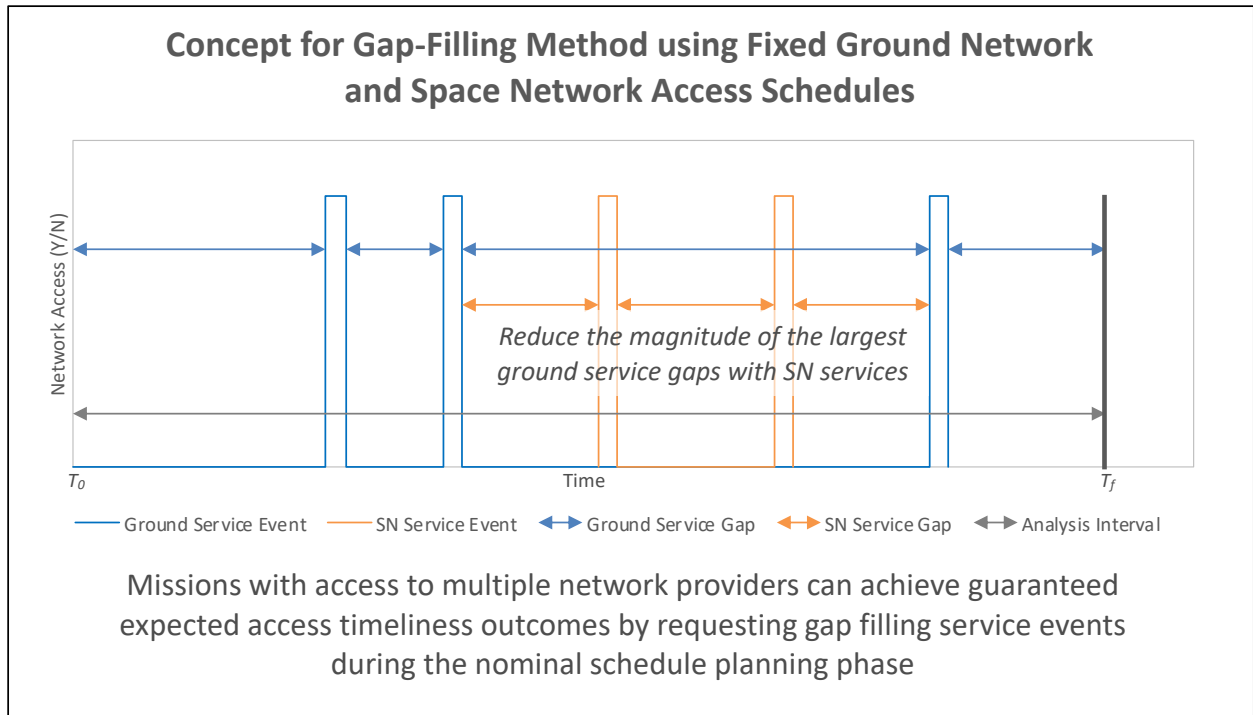 Concept for Gap-Filling Method using Fixed Ground Network
and Space Network Access Schedules
Network Access (Y/N)
Reduce the magnitude of the largest
ground service gaps with SN services
T0 Time Tf
Ground Service Event SN Service Event Ground Service Gap SN Service Gap Analysis Interval
Missions with access to multiple network providers can achieve guaranteed
expected access timeliness outcomes by requesting gap filling service events
during the nominal schedule planning phase